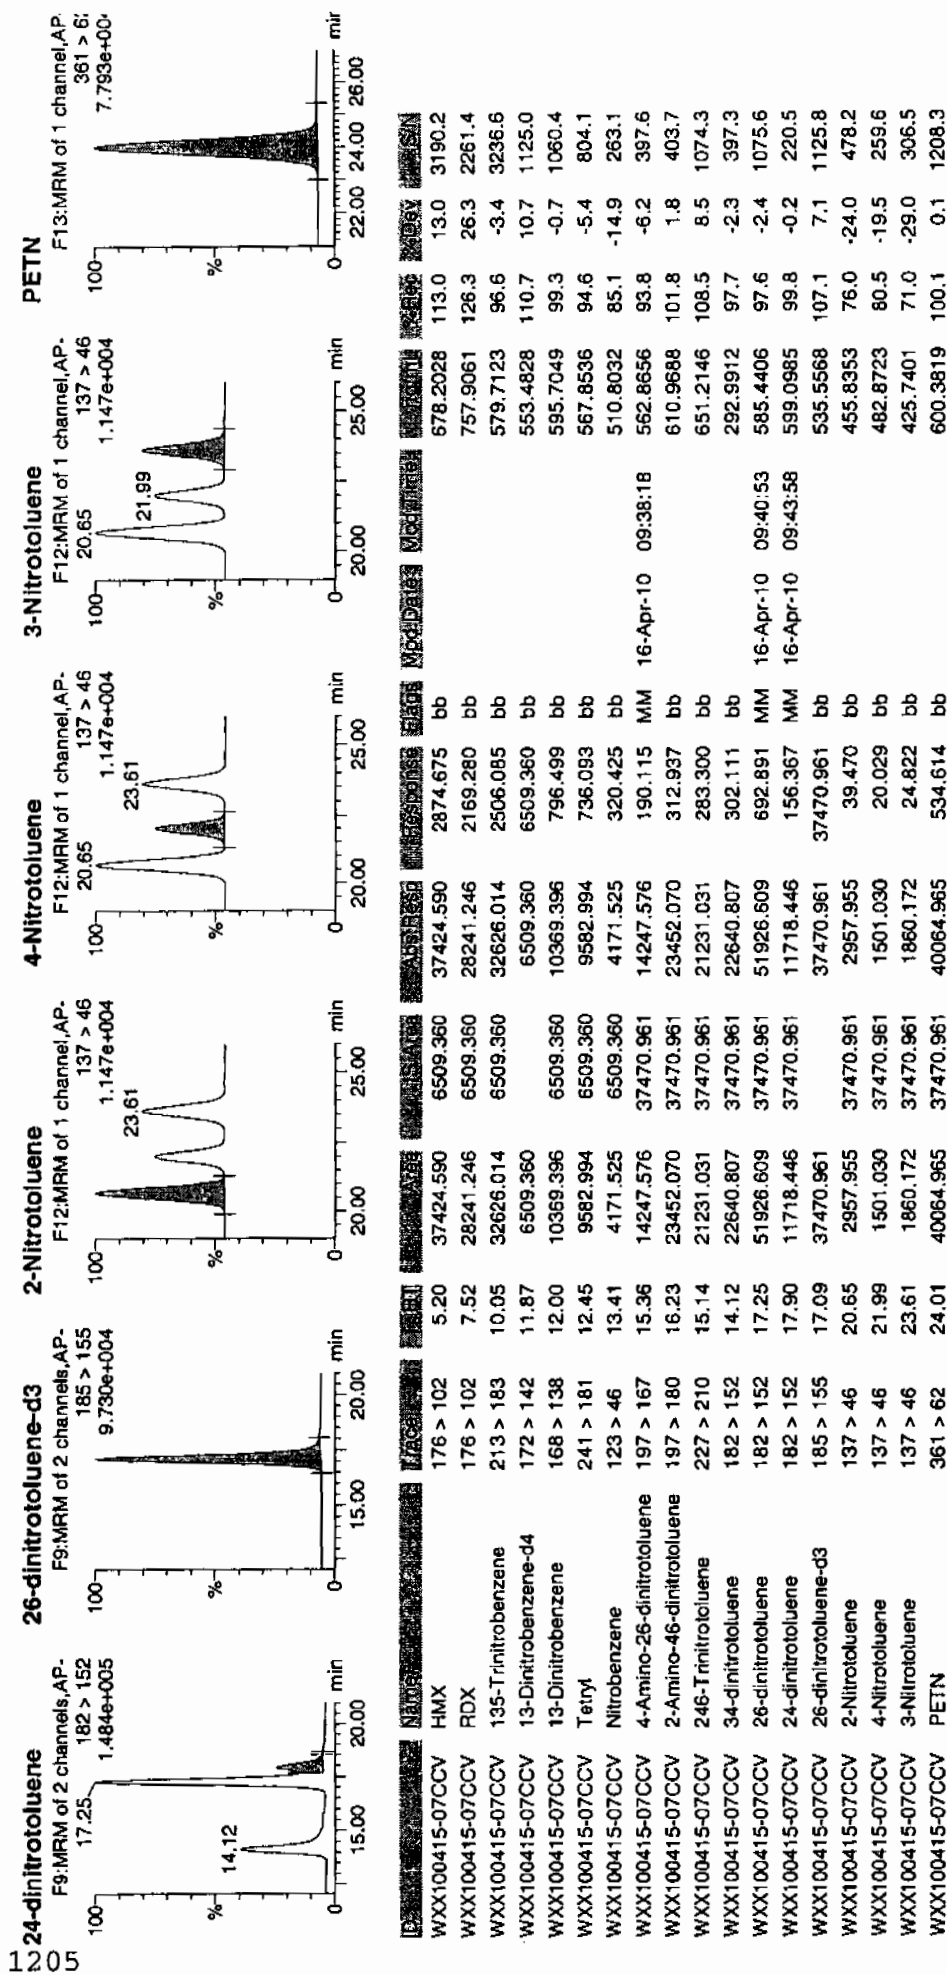 1205
24-dinitrotoluene
F9:MRM of 2 channels,AP-
182 > 152
1.484e+005
17.25
14.12
100
%
0
15.00 20.00 min
26-dinitrotoluene-d3
F9:MRM of 2 channels,AP-
185 > 155
9.730e+004
100
%
0
15.00 20.00 min
2-Nitrotoluene
F12:MRM of 1 channel,AP-
137 > 46
1.147e+004
23.61
100
%
0
20.00 25.00 min
4-Nitrotoluene
F12:MRM of 1 channel,AP-
137 > 46
1.147e+004
20.65
23.61
100
%
0
20.00 25.00 min
3-Nitrotoluene
F12:MRM of 1 channel,AP-
137 > 46
1.147e+004
20.65
21.99
100
%
0
20.00 25.00 min
PETN
F13:MRM of 1 channel,AP-
361 > 6
7.793e+00
100
%
0
22.00 24.00 26.00 min
Name Trace RT Area IS Area Abs.Resp Response Flags Mod.Date Mod.Time %Rec %Dev S/N
WXX100415-07CCV HMX 176 > 102 5.20 37424.590 6509.360 37424.590 2874.675 bb 678.2028 113.0 13.0 3190.2
WXX100415-07CCV RDX 176 > 102 7.52 28241.246 6509.360 28241.246 2169.280 bb 757.9061 126.3 26.3 2261.4
WXX100415-07CCV 135-Trinitrobenzene 213 > 183 10.05 32626.014 6509.360 32626.014 2506.085 bb 579.7123 96.6 -3.4 3236.6
WXX100415-07CCV 13-Dinitrobenzene-d4 172 > 142 11.87 6509.360 6509.360 6509.360 bb 553.4828 110.7 10.7 1125.0
WXX100415-07CCV 13-Dinitrobenzene 168 > 138 12.00 10369.396 6509.360 10369.396 796.499 bb 595.7049 99.3 -0.7 1060.4
WXX100415-07CCV Tetryl 241 > 181 12.45 9582.994 6509.360 9582.994 736.093 bb 567.8536 94.6 -5.4 804.1
WXX100415-07CCV Nitrobenzene 123 > 46 13.41 4171.525 6509.360 4171.525 320.425 bb 510.8032 85.1 -14.9 263.1
WXX100415-07CCV 4-Amino-26-dinitrotoluene 197 > 167 15.36 14247.576 37470.961 14247.576 190.115 MM 16-Apr-10 09:38:18 562.8656 93.8 -6.2 397.6
WXX100415-07CCV 2-Amino-46-dinitrotoluene 197 > 180 16.23 23452.070 37470.961 23452.070 312.937 bb 610.9688 101.8 1.8 403.7
WXX100415-07CCV 246-Trinitrotoluene 227 > 210 15.14 21231.031 37470.961 21231.031 283.300 bb 651.2146 108.5 8.5 1074.3
WXX100415-07CCV 34-dinitrotoluene 182 > 152 14.12 22640.807 37470.961 22640.807 302.111 bb 292.9912 97.7 -2.3 397.3
WXX100415-07CCV 26-dinitrotoluene 182 > 152 17.25 51926.609 37470.961 51926.609 692.891 MM 16-Apr-10 09:40:53 585.4406 97.6 -2.4 1075.6
WXX100415-07CCV 24-dinitrotoluene 182 > 152 17.90 11718.446 37470.961 11718.446 156.367 MM 16-Apr-10 09:43:58 599.0985 99.8 -0.2 220.5
WXX100415-07CCV 26-dinitrotoluene-d3 185 > 155 17.09 37470.961 37470.961 37470.961 bb 535.5568 107.1 7.1 1125.8
WXX100415-07CCV 2-Nitrotoluene 137 > 46 20.65 2957.955 37470.961 2957.955 39.470 bb 455.8353 76.0 -24.0 478.2
WXX100415-07CCV 4-Nitrotoluene 137 > 46 21.99 1501.030 37470.961 1501.030 20.029 bb 482.8723 80.5 -19.5 259.6
WXX100415-07CCV 3-Nitrotoluene 137 > 46 23.61 1860.172 37470.961 1860.172 24.822 bb 425.7401 71.0 -29.0 306.5
WXX100415-07CCV PETN 361 > 62 24.01 40064.965 37470.961 40064.965 534.614 bb 600.3819 100.1 0.1 1208.3